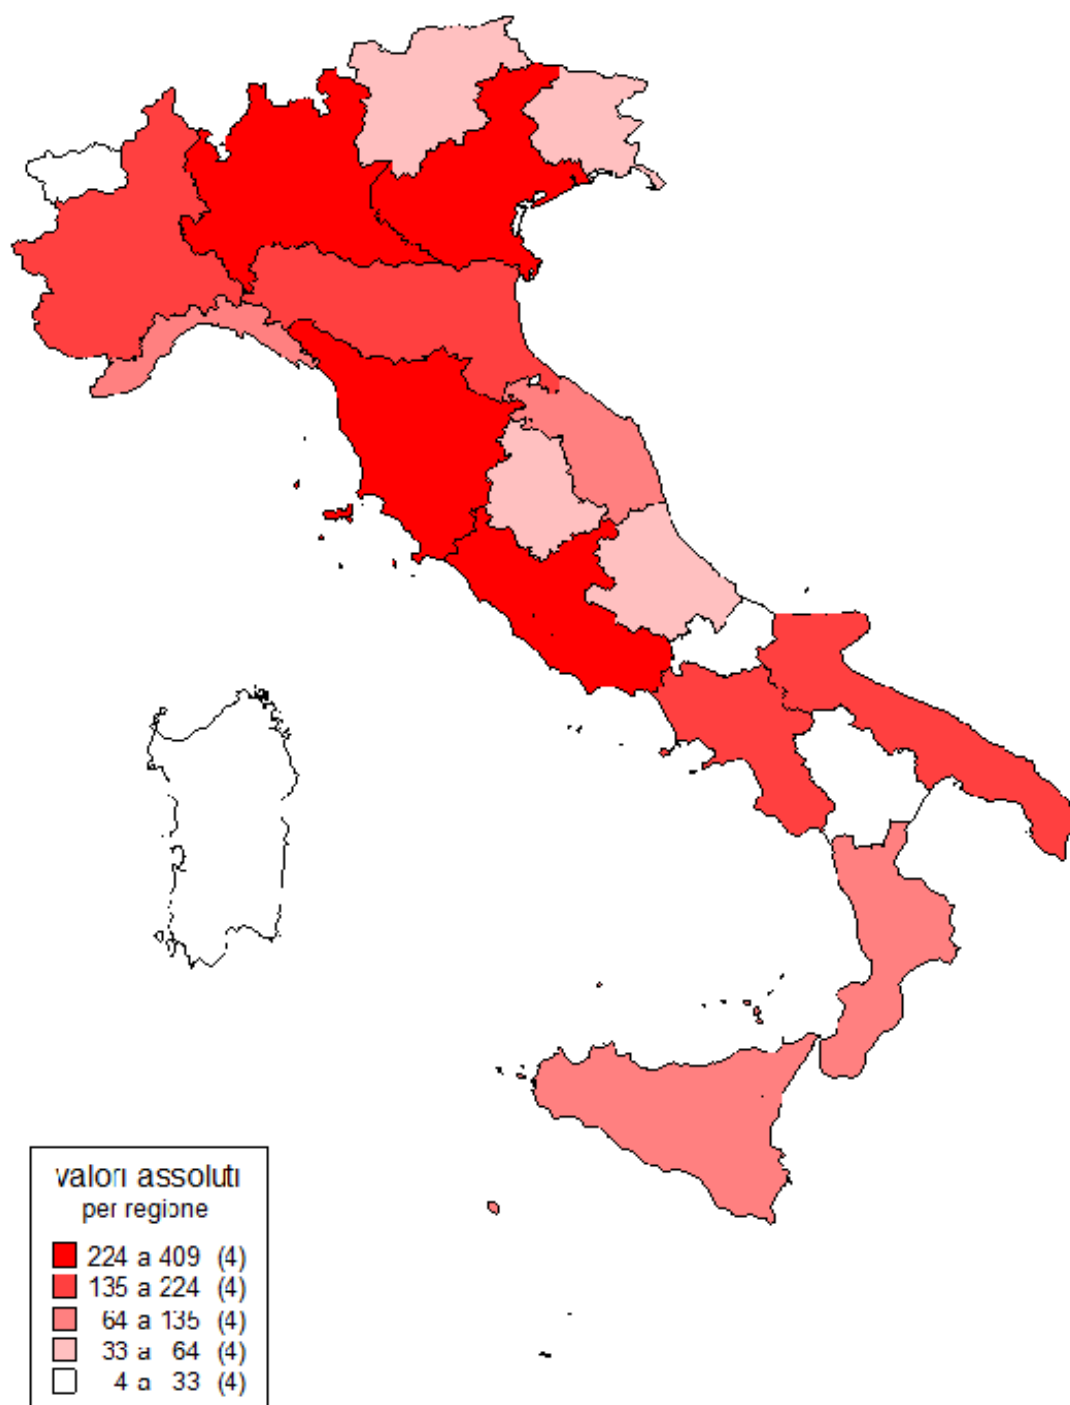 valori assoluti
per regione
224 a 409 (4)
135 a 224 (4)
64 a 135 (4)
33 a 64 (4)
4 a 33 (4)